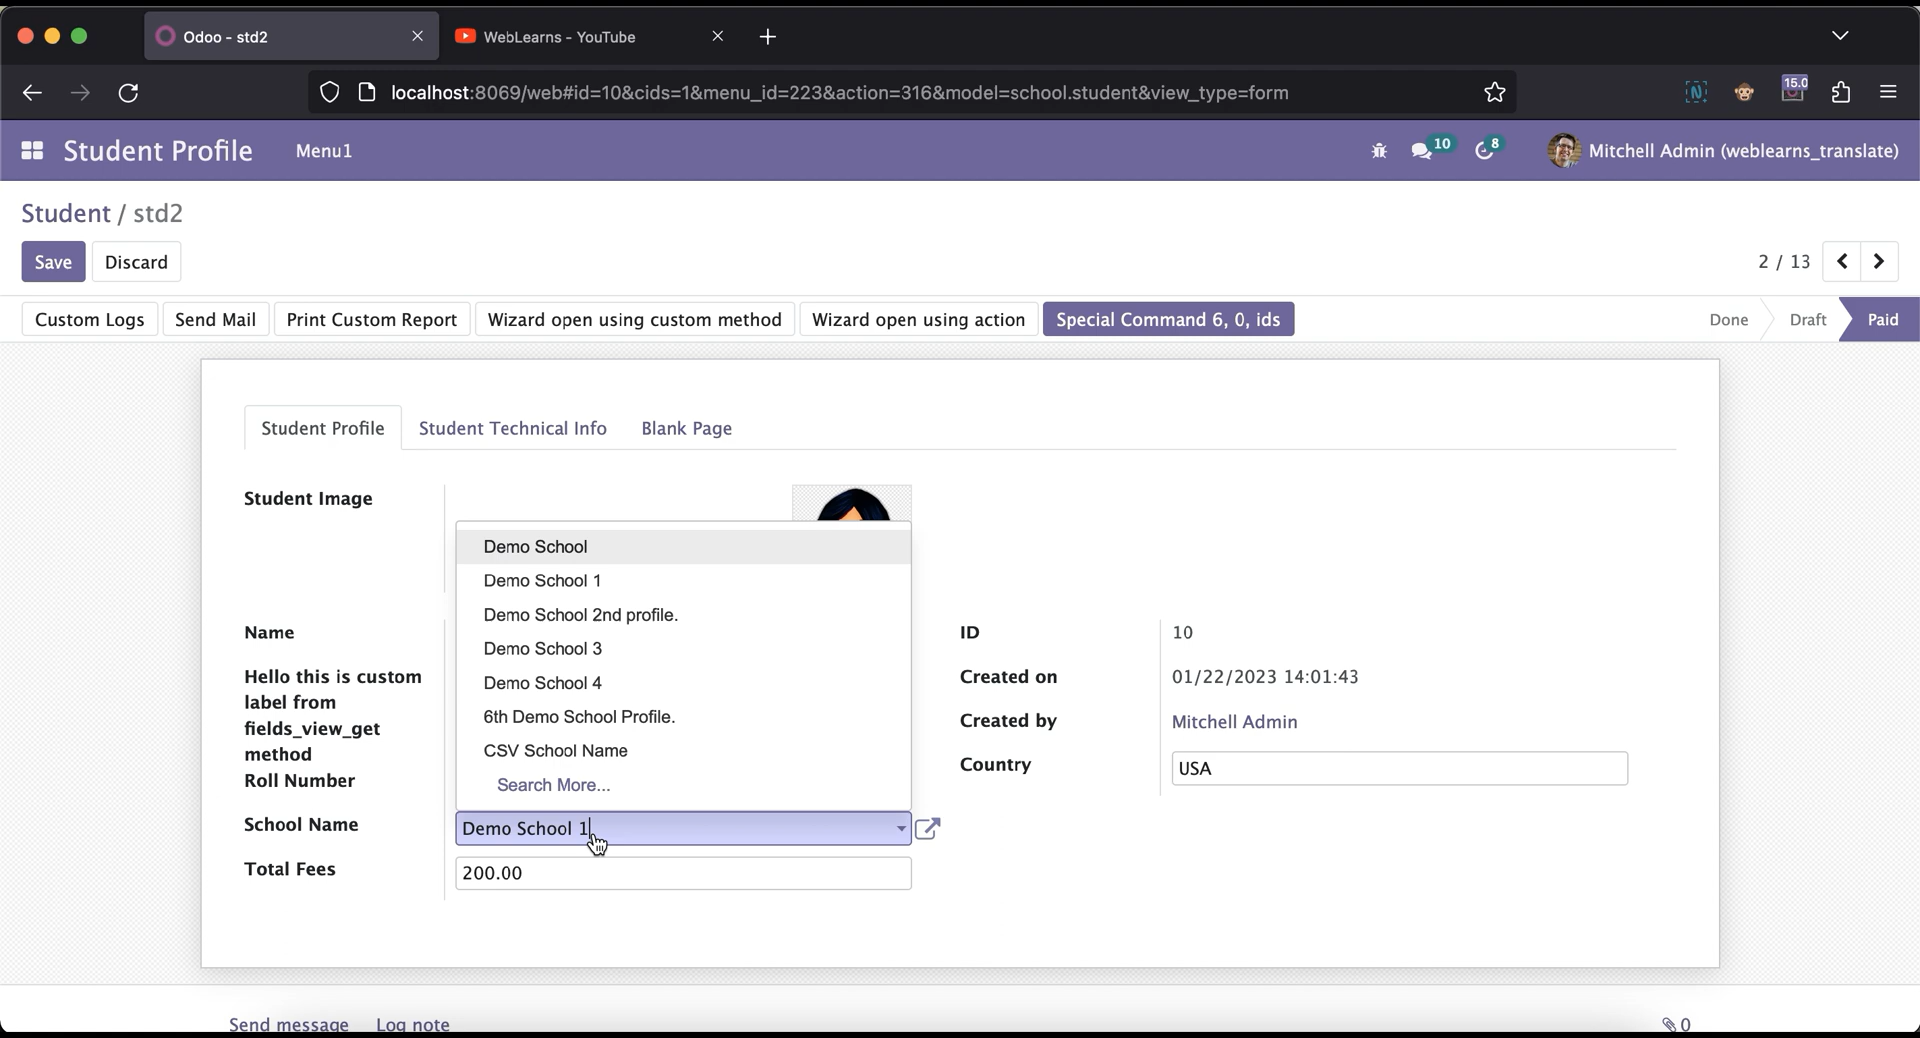 Odoo - std2
WebLearns - YouTube
localhost:8069/web#id=10&cids=1&menu_id=223&action=316&model=school.student&view_type=form
15.0
Student Profile
Menu1
10
8
Mitchell Admin (weblearns_translate)
Student / std2
Save
Discard
2 / 13
Custom Logs
Send Mail
Print Custom Report
Wizard open using custom method
Wizard open using action
Special Command 6, 0, ids
Done
Draft
Paid
Student Profile
Student Technical Info
Blank Page
Student Image
Demo School
Demo School 1
Demo School 2nd profile.
Demo School 3
Demo School 4
6th Demo School Profile.
CSV School Name
Search More...
Name
Hello this is custom
label from
fields_view_get
method
Roll Number
School Name
Demo School 1
Total Fees
200.00
ID
10
Created on
01/22/2023 14:01:43
Created by
Mitchell Admin
Country
USA
Send message
Log note
0